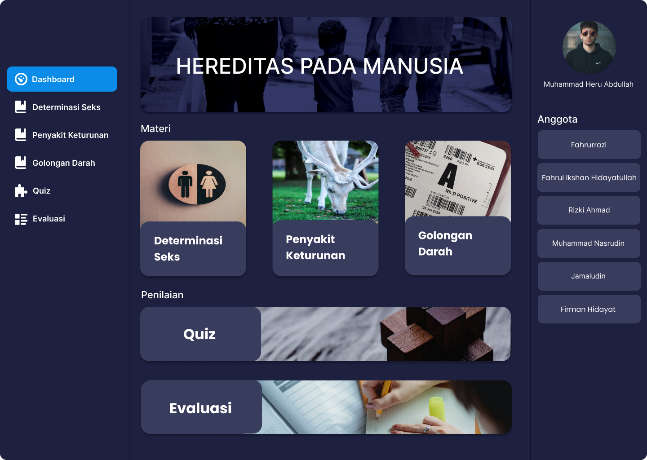 Dashboard
Determinasi Seks
Penyakit Keturunan
Golongan Darah
Quiz
Evaluasi
HEREDITAS PADA MANUSIA
Materi
Determinasi
Seks
Penyakit
Keturunan
A
Golongan
Darah
Penilaian
Quiz
Evaluasi
Muhammad Heru Abdullah
Anggota
Fahrurrazi
Fahrul Ikshan Hidayatullah
Rizki Ahmad
Muhammad Nasrudin
Jamaludin
Firman Hidayat